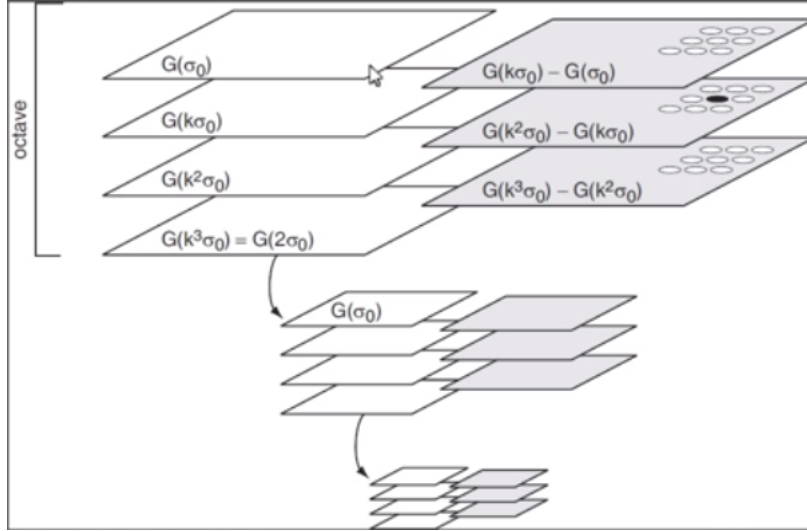 octave
G(σ₀)
G(kσ₀)
G(k²σ₀)
G(k³σ₀) = G(2σ₀)
G(kσ₀) – G(σ₀)
G(k²σ₀) – G(kσ₀)
G(k³σ₀) – G(k²σ₀)
G(σ₀)